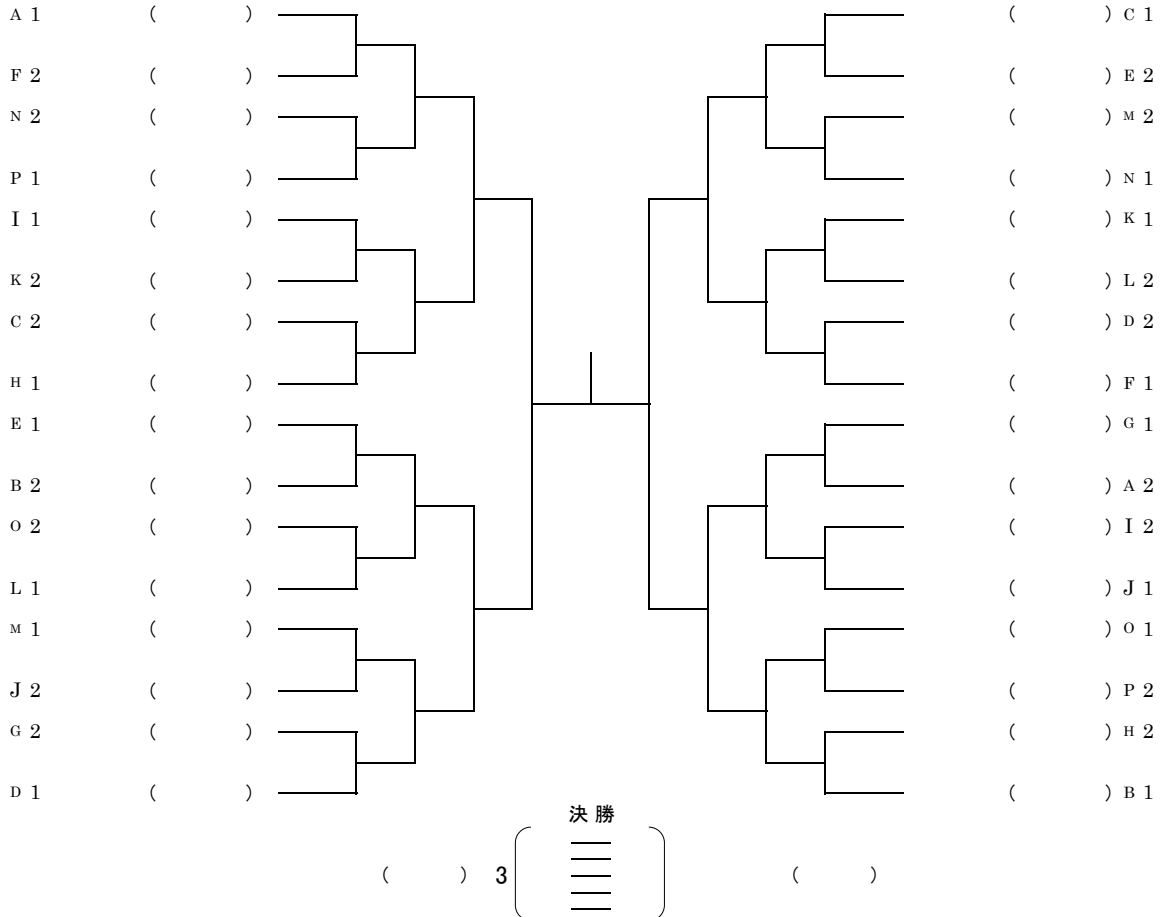 A 1 ( ) ( ) C 1
F 2 ( ) ( ) E 2
N 2 ( ) ( ) M 2
P 1 ( ) ( ) N 1
I 1 ( ) ( ) K 1
K 2 ( ) ( ) L 2
C 2 ( ) ( ) D 2
H 1 ( ) ( ) F 1
E 1 ( ) ( ) G 1
B 2 ( ) ( ) A 2
O 2 ( ) ( ) I 2
L 1 ( ) ( ) J 1
M 1 ( ) ( ) O 1
J 2 ( ) ( ) P 2
G 2 ( ) ( ) H 2
D 1 ( ) ( ) B 1
決 勝
( ) 3 ( )